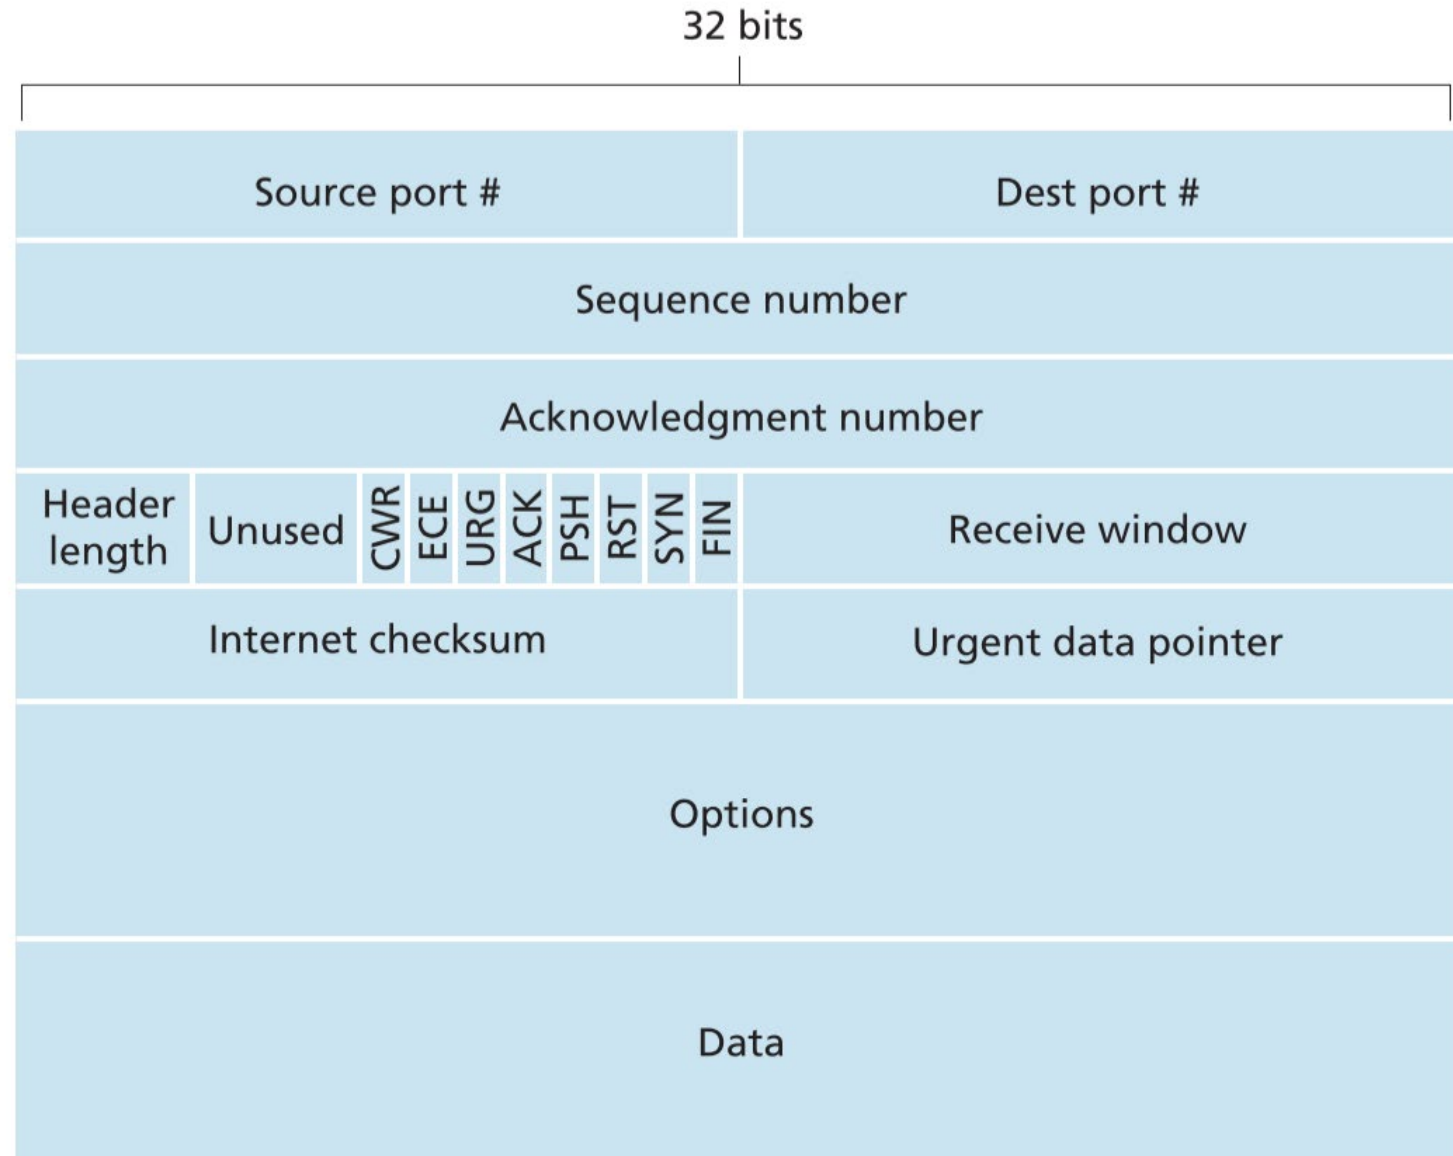 32 bits
Source port #
Dest port #
Sequence number
Acknowledgment number
Header
length
Unused
CWR
ECE
URG
ACK
PSH
RST
SYN
FIN
Receive window
Internet checksum
Urgent data pointer
Options
Data